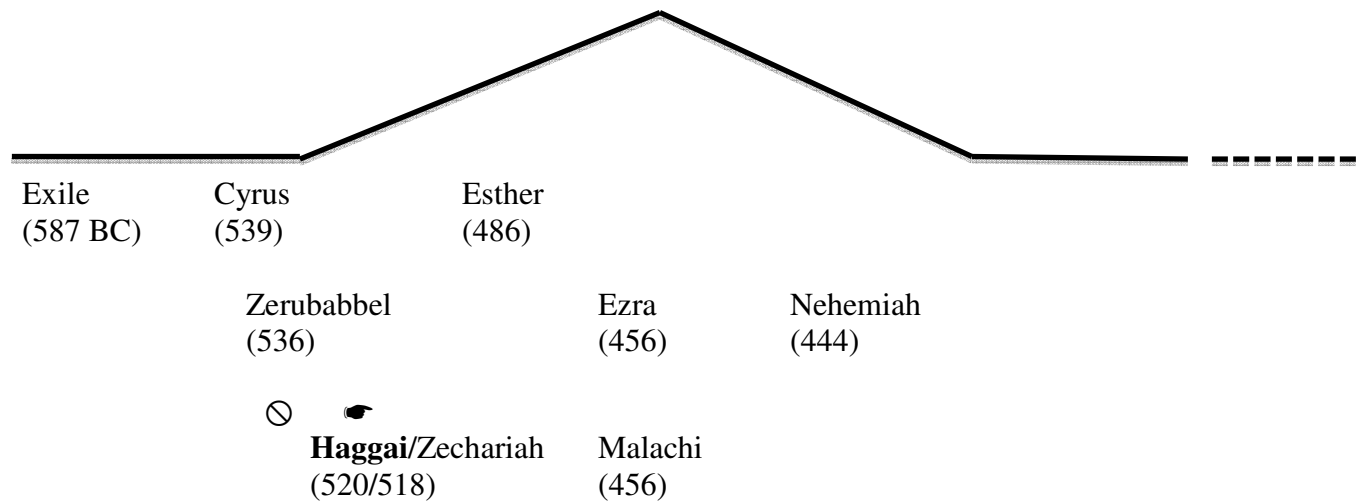 Exile Cyrus Esther
(587 BC) (539) (486)
Zerubabbel Ezra Nehemiah
(536) (456) (444)
Haggai/Zechariah Malachi
(520/518) (456)